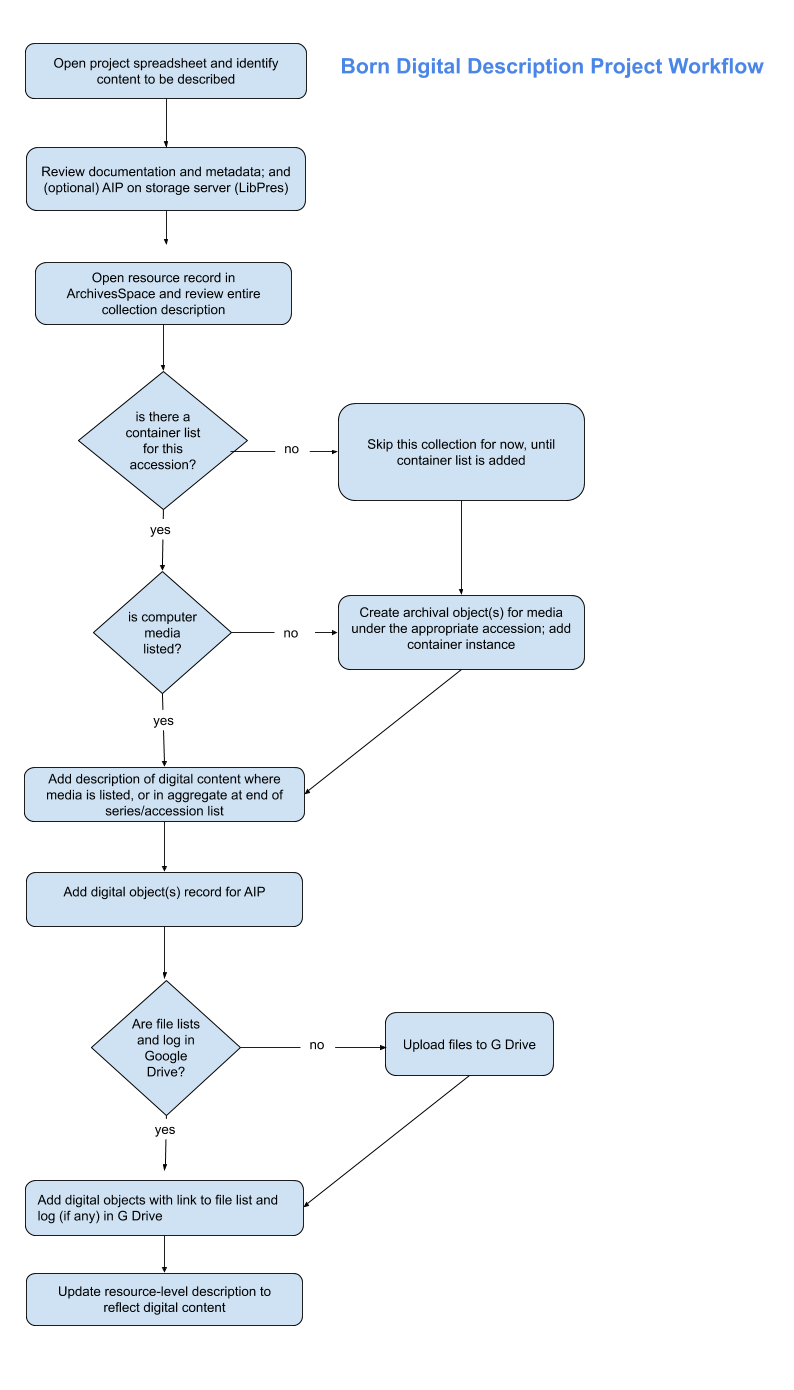 Born Digital Description Project Workflow
Open project spreadsheet and identify
content to be described
Review documentation and metadata; and
(optional) AIP on storage server (LibPres)
Open resource record in
ArchivesSpace and review entire
collection description
is there a
container list
for this
accession?
no
Skip this collection for now, until
container list is added
yes
is computer
media
listed?
no
Create archival object(s) for media
under the appropriate accession; add
container instance
yes
Add description of digital content where
media is listed, or in aggregate at end of
series/accession list
Add digital object(s) record for AIP
Are file lists
and log in
Google
Drive?
no
Upload files to G Drive
yes
Add digital objects with link to file list and
log (if any) in G Drive
Update resource-level description to
reflect digital content